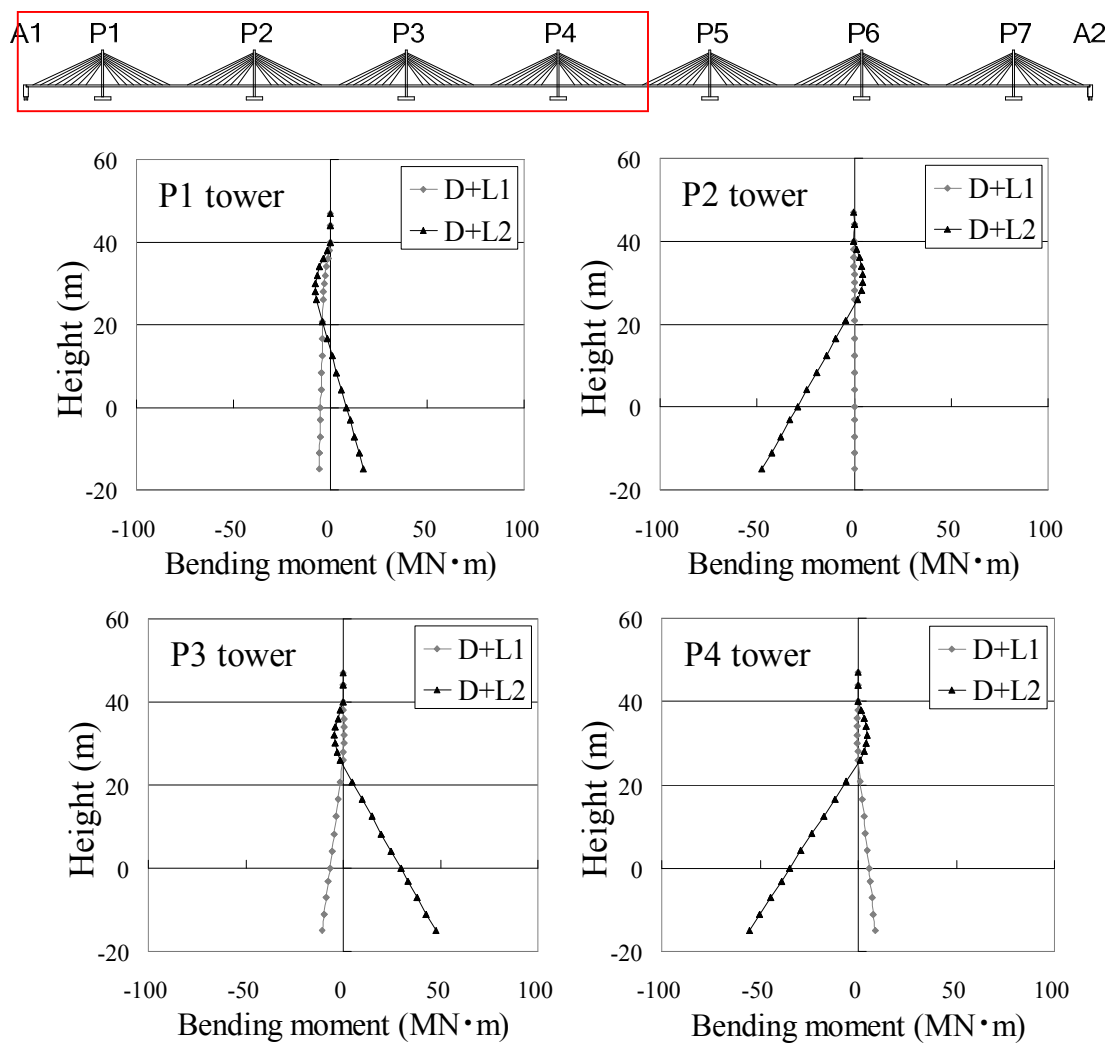 A1 P1 P2 P3 P4 P5 P6 P7 A2
P1 tower
D+L1
D+L2
60
40
20
0
-20
Height (m)
-100 -50 0 50 100
Bending moment (MN・m)
P2 tower
D+L1
D+L2
60
40
20
0
-20
Height (m)
-100 -50 0 50 100
Bending moment (MN・m)
P3 tower
D+L1
D+L2
60
40
20
0
-20
Height (m)
-100 -50 0 50 100
Bending moment (MN・m)
P4 tower
D+L1
D+L2
60
40
20
0
-20
Height (m)
-100 -50 0 50 100
Bending moment (MN・m)